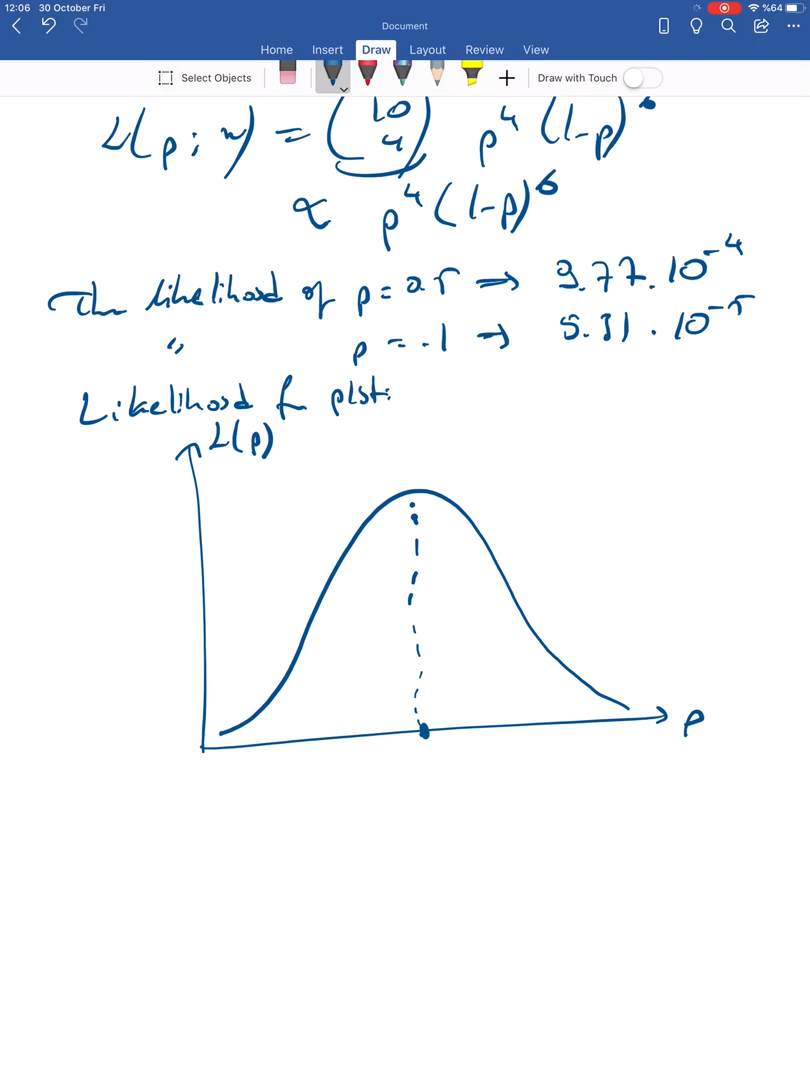 12:06 30 October Fri %64
Document
Home Insert Draw Layout Review View
Select Objects Draw with Touch
L(p; x) = (10 4) p^4 (1-p)^6
∝ p^4 (1-p)^6
The likelihood of p = 0.5 → 9.77. 10^-4
" p = .1 → 5.31 . 10^-5
Likelihood fn plot:
L(p)
p